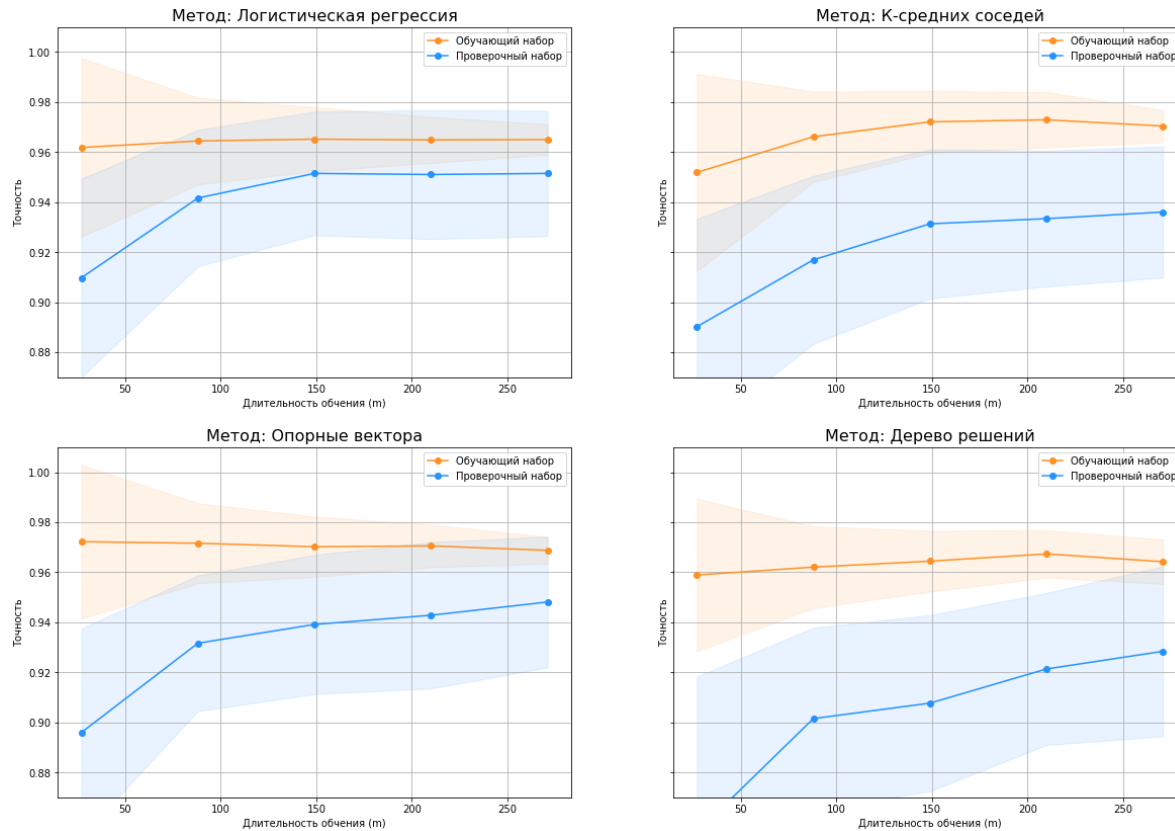 Метод: Логистическая регрессия
Обучающий набор
Проверочный набор
1.00
0.98
0.96
0.94
0.92
0.90
0.88
Точность
50
100
150
200
250
Длительность обчения (m)
Метод: К-средних соседей
Обучающий набор
Проверочный набор
Точность
50
100
150
200
250
Длительность обчения (m)
Метод: Опорные вектора
Обучающий набор
Проверочный набор
1.00
0.98
0.96
0.94
0.92
0.90
0.88
Точность
50
100
150
200
250
Длительность обчения (m)
Метод: Дерево решений
Обучающий набор
Проверочный набор
Точность
50
100
150
200
250
Длительность обчения (m)